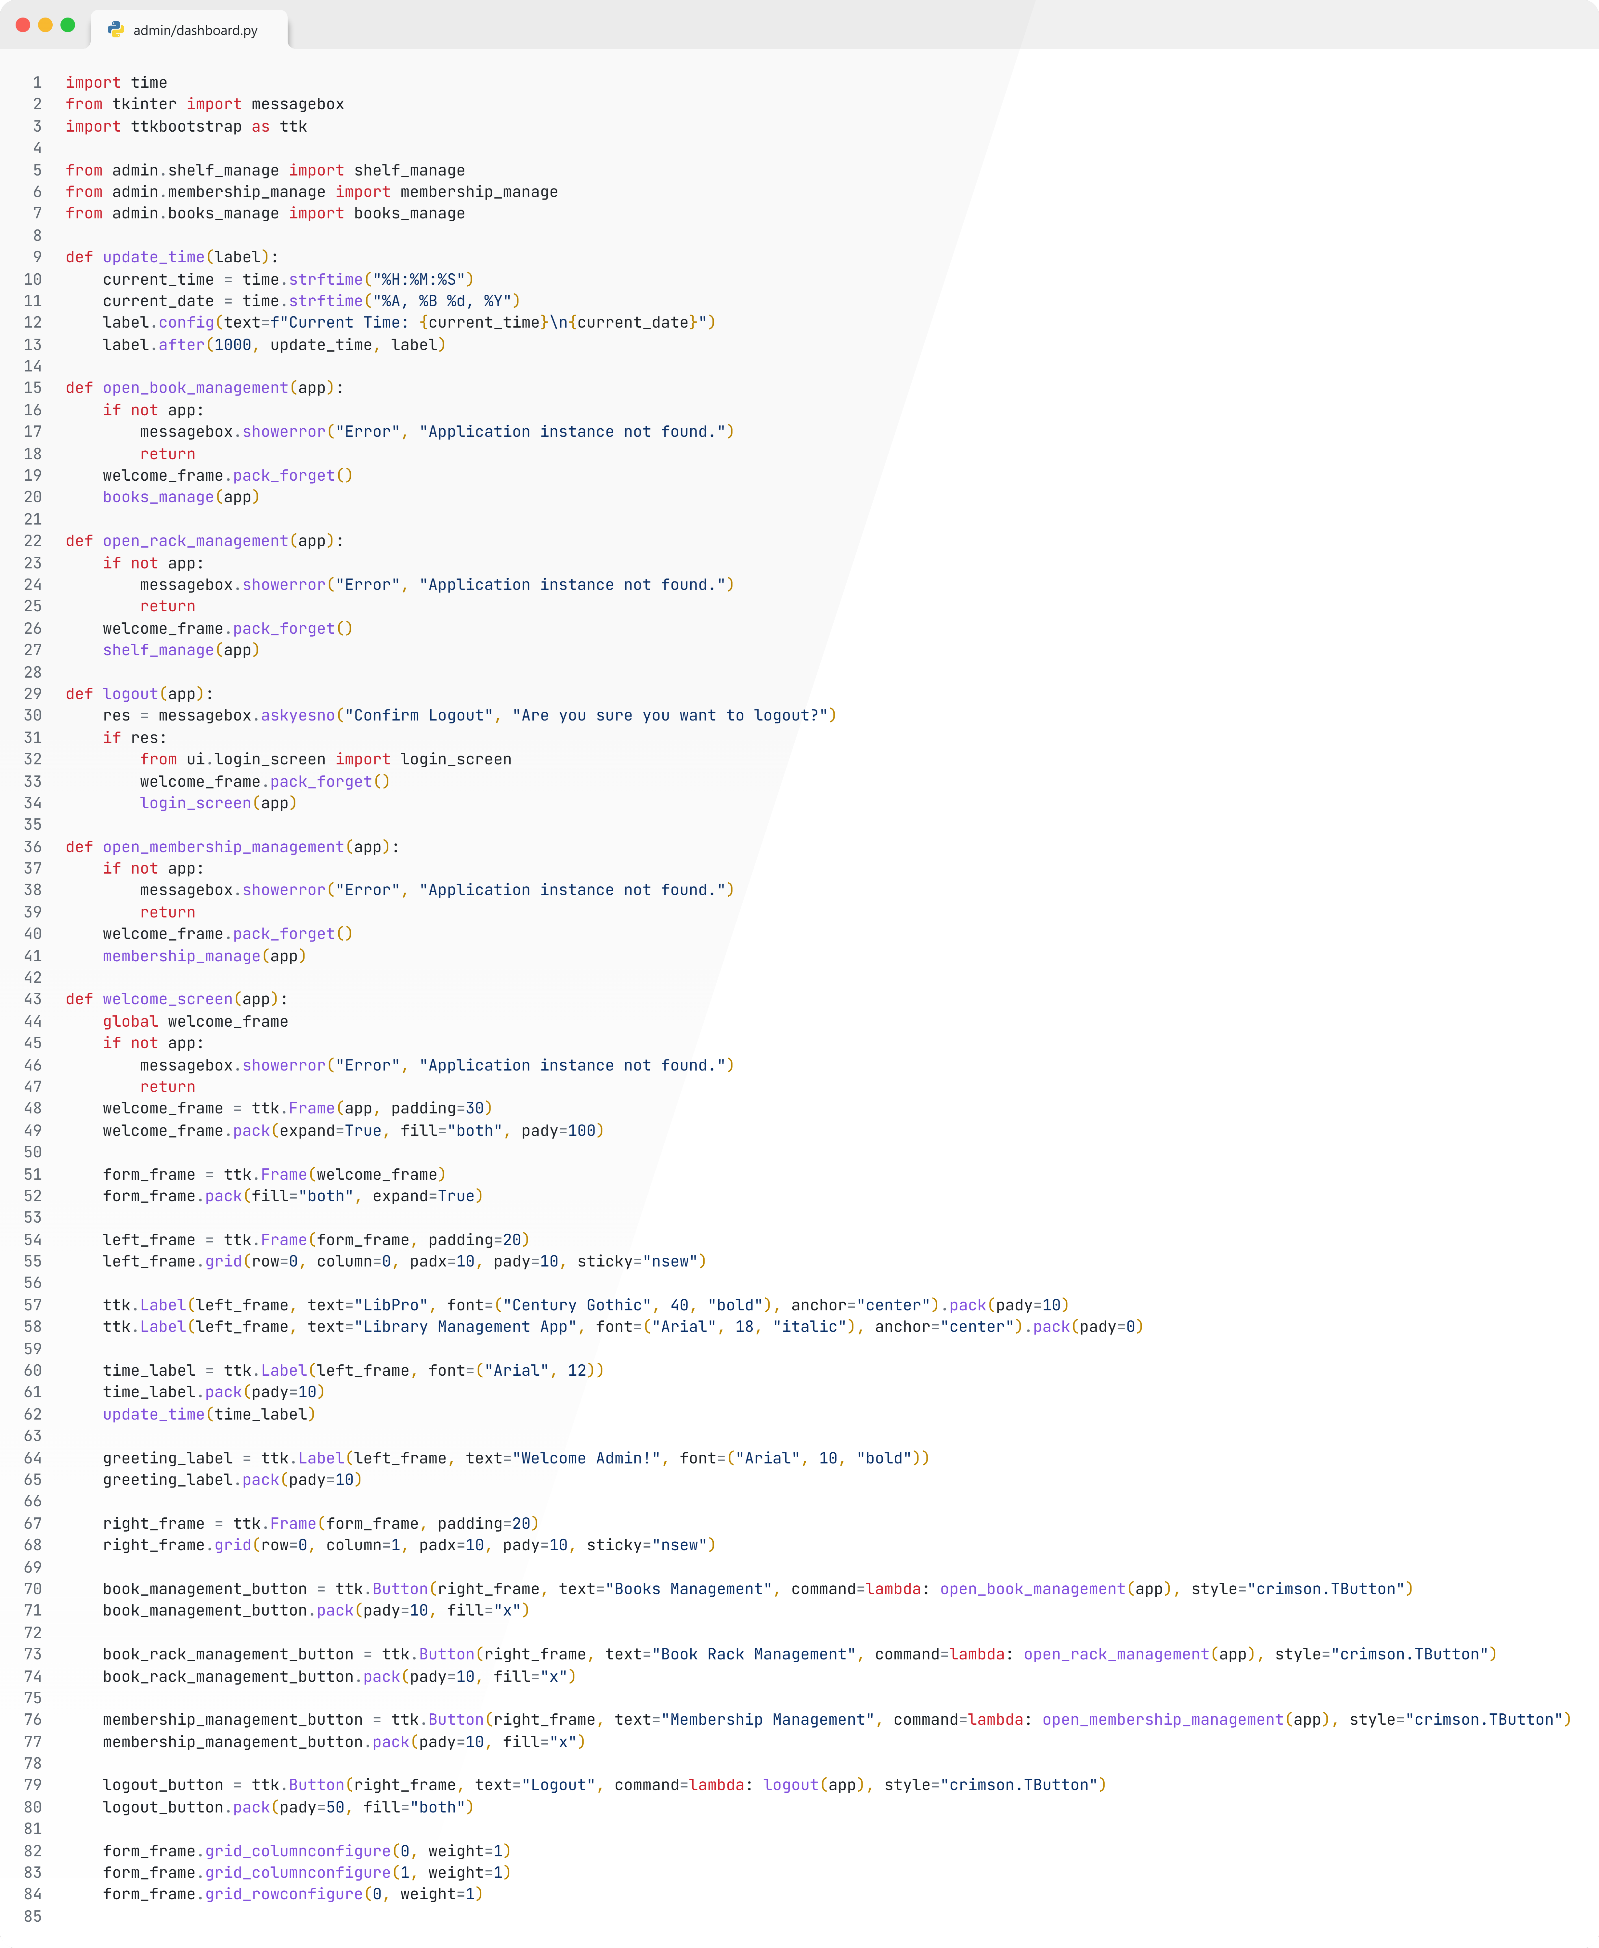 admin/dashboard.py
1 import time
2 from tkinter import messagebox
3 import ttkbootstrap as ttk
4
5 from admin.shelf_manage import shelf_manage
6 from admin.membership_manage import membership_manage
7 from admin.books_manage import books_manage
8
9 def update_time(label):
10     current_time = time.strftime("%H:%M:%S")
11     current_date = time.strftime("%A, %B %d, %Y")
12     label.config(text=f"Current Time: {current_time}\n{current_date}")
13     label.after(1000, update_time, label)
14
15 def open_book_management(app):
16     if not app:
17         messagebox.showerror("Error", "Application instance not found.")
18         return
19     welcome_frame.pack_forget()
20     books_manage(app)
21
22 def open_rack_management(app):
23     if not app:
24         messagebox.showerror("Error", "Application instance not found.")
25         return
26     welcome_frame.pack_forget()
27     shelf_manage(app)
28
29 def logout(app):
30     res = messagebox.askyesno("Confirm Logout", "Are you sure you want to logout?")
31     if res:
32         from ui.login_screen import login_screen
33         welcome_frame.pack_forget()
34         login_screen(app)
35
36 def open_membership_management(app):
37     if not app:
38         messagebox.showerror("Error", "Application instance not found.")
39         return
40     welcome_frame.pack_forget()
41     membership_manage(app)
42
43 def welcome_screen(app):
44     global welcome_frame
45     if not app:
46         messagebox.showerror("Error", "Application instance not found.")
47         return
48     welcome_frame = ttk.Frame(app, padding=30)
49     welcome_frame.pack(expand=True, fill="both", pady=100)
50
51     form_frame = ttk.Frame(welcome_frame)
52     form_frame.pack(fill="both", expand=True)
53
54     left_frame = ttk.Frame(form_frame, padding=20)
55     left_frame.grid(row=0, column=0, padx=10, pady=10, sticky="nsew")
56
57     ttk.Label(left_frame, text="LibPro", font=("Century Gothic", 40, "bold"), anchor="center").pack(pady=10)
58     ttk.Label(left_frame, text="Library Management App", font=("Arial", 18, "italic"), anchor="center").pack(pady=0)
59
60     time_label = ttk.Label(left_frame, font=("Arial", 12))
61     time_label.pack(pady=10)
62     update_time(time_label)
63
64     greeting_label = ttk.Label(left_frame, text="Welcome Admin!", font=("Arial", 10, "bold"))
65     greeting_label.pack(pady=10)
66
67     right_frame = ttk.Frame(form_frame, padding=20)
68     right_frame.grid(row=0, column=1, padx=10, pady=10, sticky="nsew")
69
70     book_management_button = ttk.Button(right_frame, text="Books Management", command=lambda: open_book_management(app), style="crimson.TButton")
71     book_management_button.pack(pady=10, fill="x")
72
73     book_rack_management_button = ttk.Button(right_frame, text="Book Rack Management", command=lambda: open_rack_management(app), style="crimson.TButton")
74     book_rack_management_button.pack(pady=10, fill="x")
75
76     membership_management_button = ttk.Button(right_frame, text="Membership Management", command=lambda: open_membership_management(app), style="crimson.TButton")
77     membership_management_button.pack(pady=10, fill="x")
78
79     logout_button = ttk.Button(right_frame, text="Logout", command=lambda: logout(app), style="crimson.TButton")
80     logout_button.pack(pady=50, fill="both")
81
82     form_frame.grid_columnconfigure(0, weight=1)
83     form_frame.grid_columnconfigure(1, weight=1)
84     form_frame.grid_rowconfigure(0, weight=1)
85